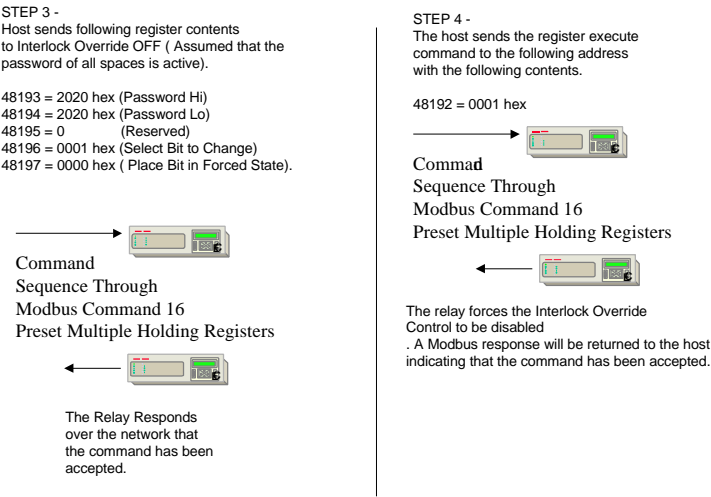 STEP 3 -
Host sends following register contents
to Interlock Override OFF ( Assumed that the
password of all spaces is active).
48193 = 2020 hex (Password Hi)
48194 = 2020 hex (Password Lo)
48195 = 0 (Reserved)
48196 = 0001 hex (Select Bit to Change)
48197 = 0000 hex ( Place Bit in Forced State).
Command
Sequence Through
Modbus Command 16
Preset Multiple Holding Registers
The Relay Responds
over the network that
the command has been
accepted.
STEP 4 -
The host sends the register execute
command to the following address
with the following contents.
48192 = 0001 hex
Commad
Sequence Through
Modbus Command 16
Preset Multiple Holding Registers
The relay forces the Interlock Override
Control to be disabled
. A Modbus response will be returned to the host
indicating that the command has been accepted.